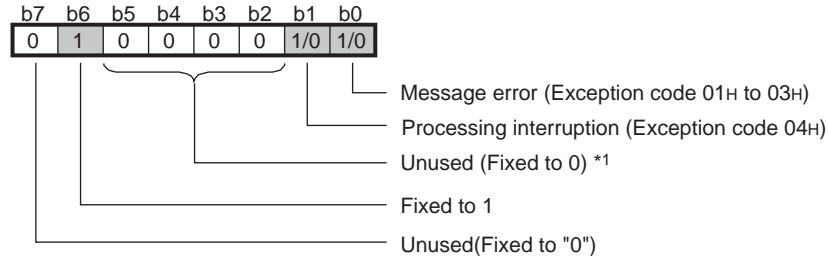 b7 b6 b5 b4 b3 b2 b1 b0
0 1 0 0 0 0 1/0 1/0
Message error (Exception code 01H to 03H)
Processing interruption (Exception code 04H)
Unused (Fixed to 0) *1
Fixed to 1
Unused(Fixed to "0")